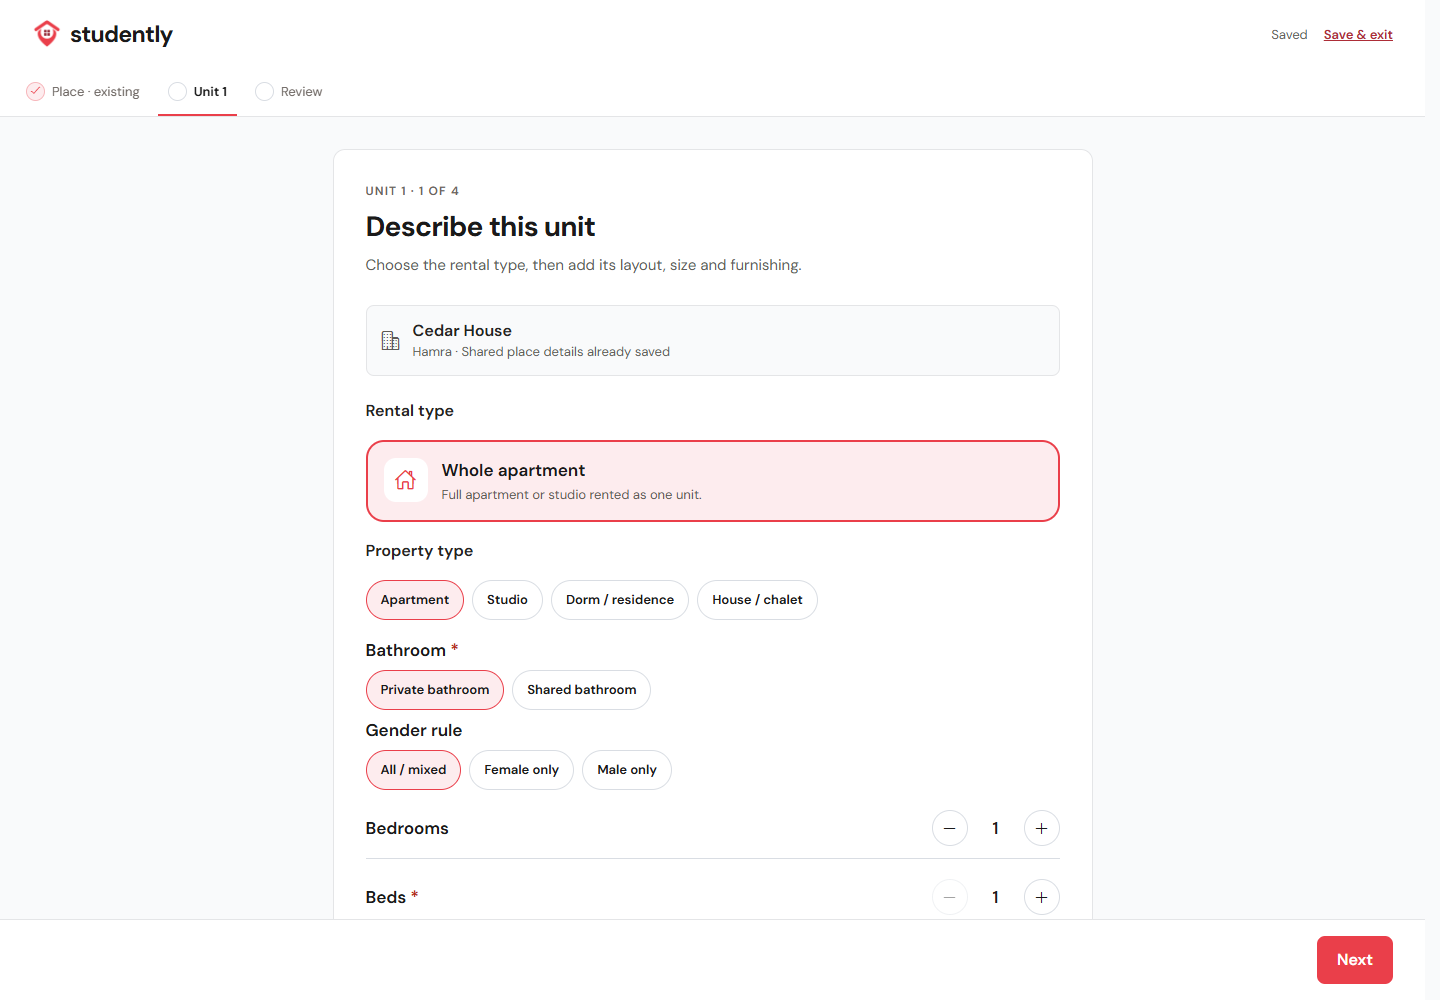 studently
Saved Save & exit
Place · existing Unit 1 Review
UNIT 1 · 1 OF 4
Describe this unit
Choose the rental type, then add its layout, size and furnishing.
Cedar House
Hamra · Shared place details already saved
Rental type
Whole apartment
Full apartment or studio rented as one unit.
Property type
Apartment Studio Dorm / residence House / chalet
Bathroom *
Private bathroom Shared bathroom
Gender rule
All / mixed Female only Male only
Bedrooms − 1 +
Beds * − 1 +
Next